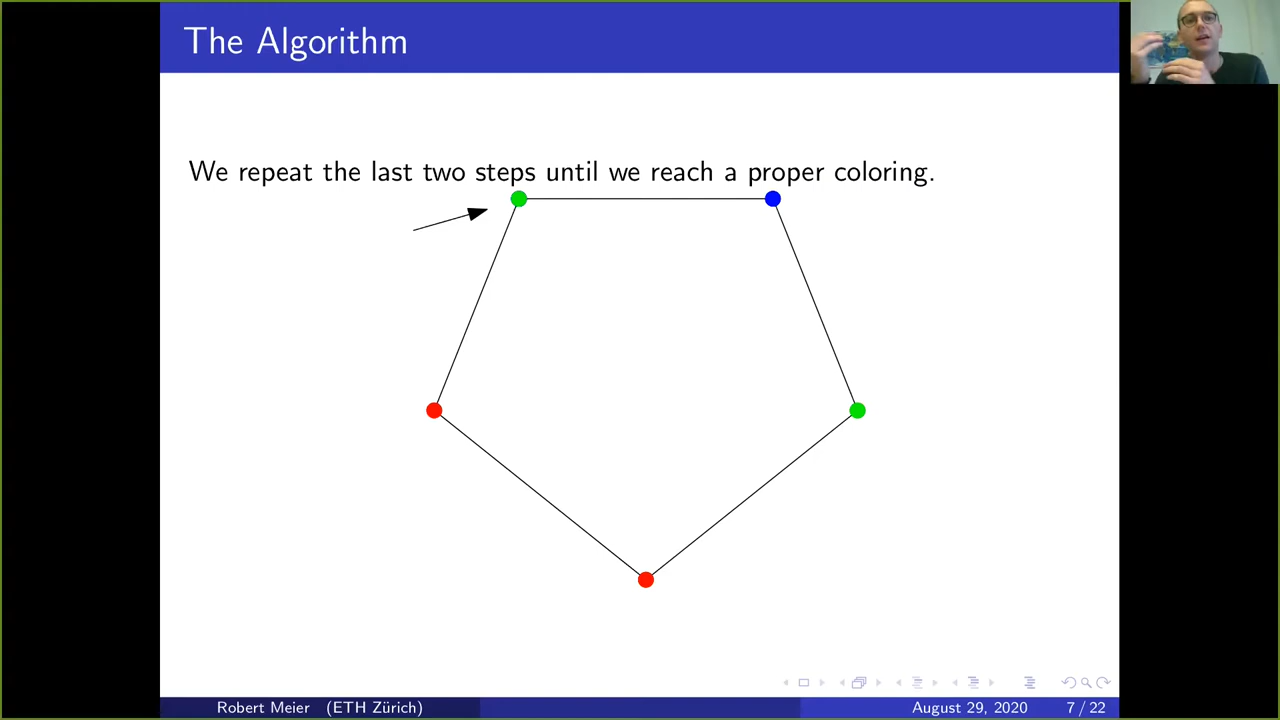 The Algorithm
We repeat the last two steps until we reach a proper coloring.
Robert Meier (ETH Zürich)
August 29, 2020
7 / 22